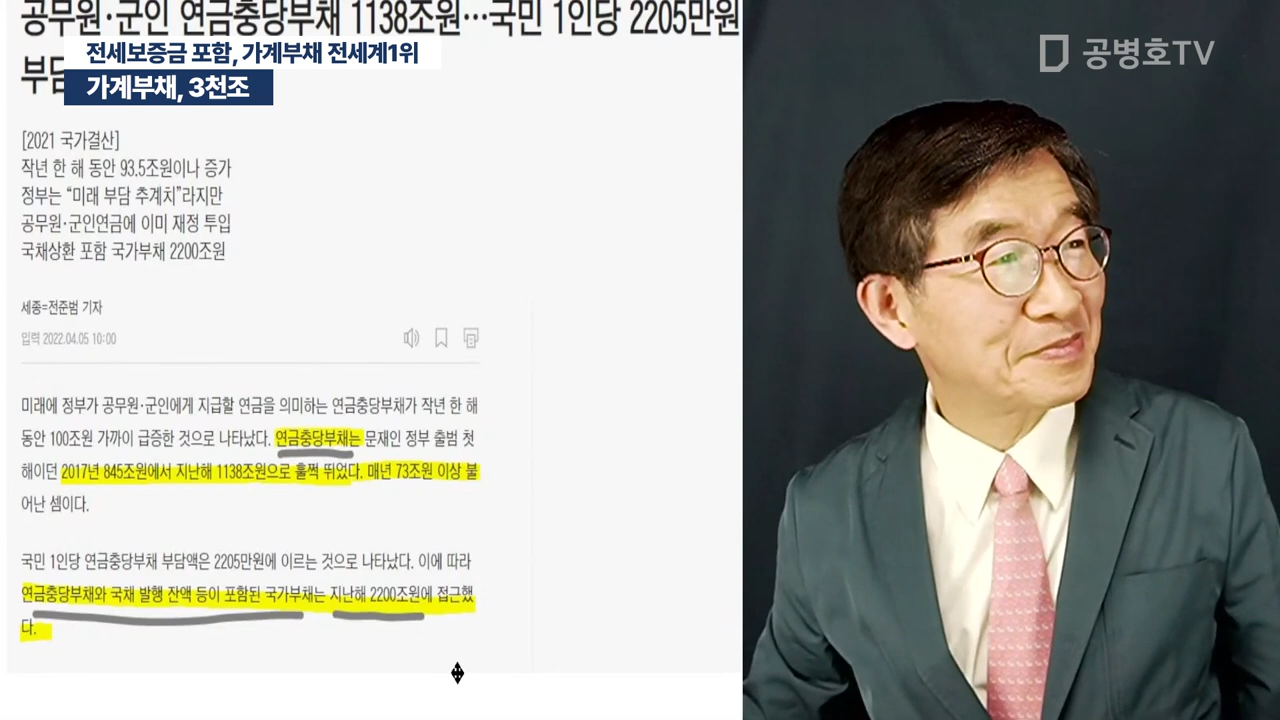 공무원·군인 연금충당부채 1138조원…국민 1인당 2205만원
부담
전세보증금 포함, 가계부채 전세계1위
가계부채, 3천조
공병호TV
[2021 국가결산]
작년 한 해 동안 93.5조원이나 증가
정부는 “미래 부담 추계치”라지만
공무원·군인연금에 이미 재정 투입
국채상환 포함 국가부채 2200조원
세종=전준범 기자
입력 2022.04.05 10:00
미래에 정부가 공무원·군인에게 지급할 연금을 의미하는 연금충당부채가 작년 한 해
동안 100조원 가까이 급증한 것으로 나타났다. 연금충당부채는 문재인 정부 출범 첫
해이던 2017년 845조원에서 지난해 1138조원으로 훌쩍 뛰었다. 매년 73조원 이상 불
어난 셈이다.
국민 1인당 연금충당부채 부담액은 2205만원에 이르는 것으로 나타났다. 이에 따라
연금충당부채와 국채 발행 잔액 등이 포함된 국가부채는 지난해 2200조원에 접근했
다.